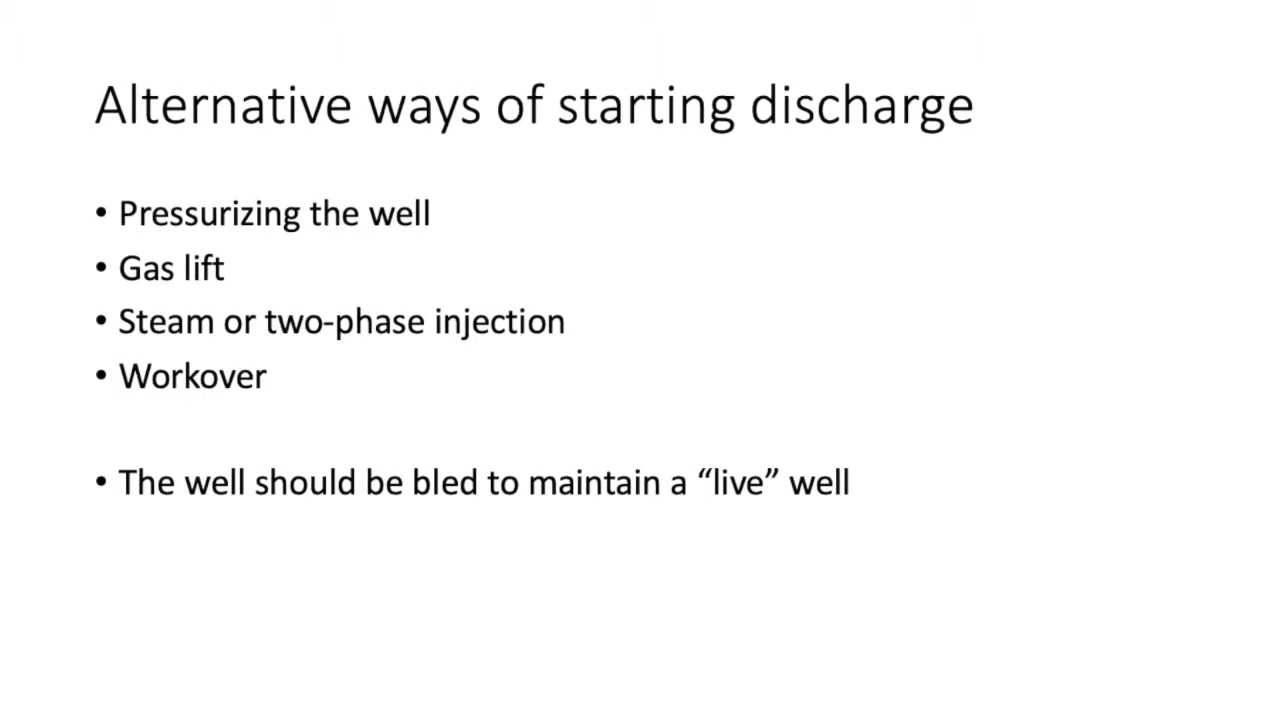 Alternative ways of starting discharge
• Pressurizing the well
• Gas lift
• Steam or two-phase injection
• Workover
• The well should be bled to maintain a “live” well